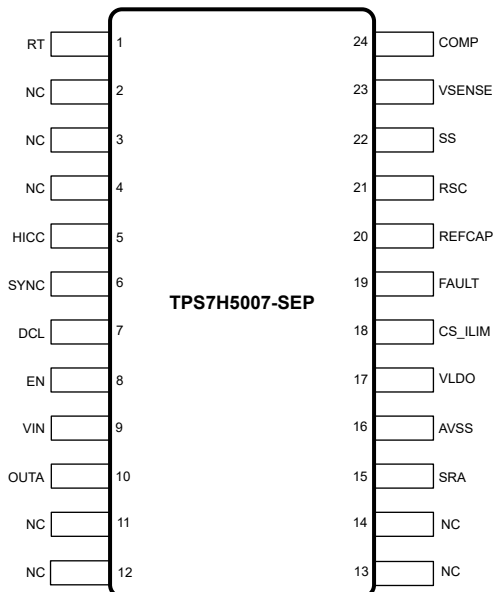 RT 1 24 COMP
NC 2 23 VSENSE
NC 3 22 SS
NC 4 21 RSC
HICC 5 20 REFCAP
SYNC 6 19 FAULT
TPS7H5007-SEP
DCL 7 18 CS_ILIM
EN 8 17 VLDO
VIN 9 16 AVSS
OUTA 10 15 SRA
NC 11 14 NC
NC 12 13 NC